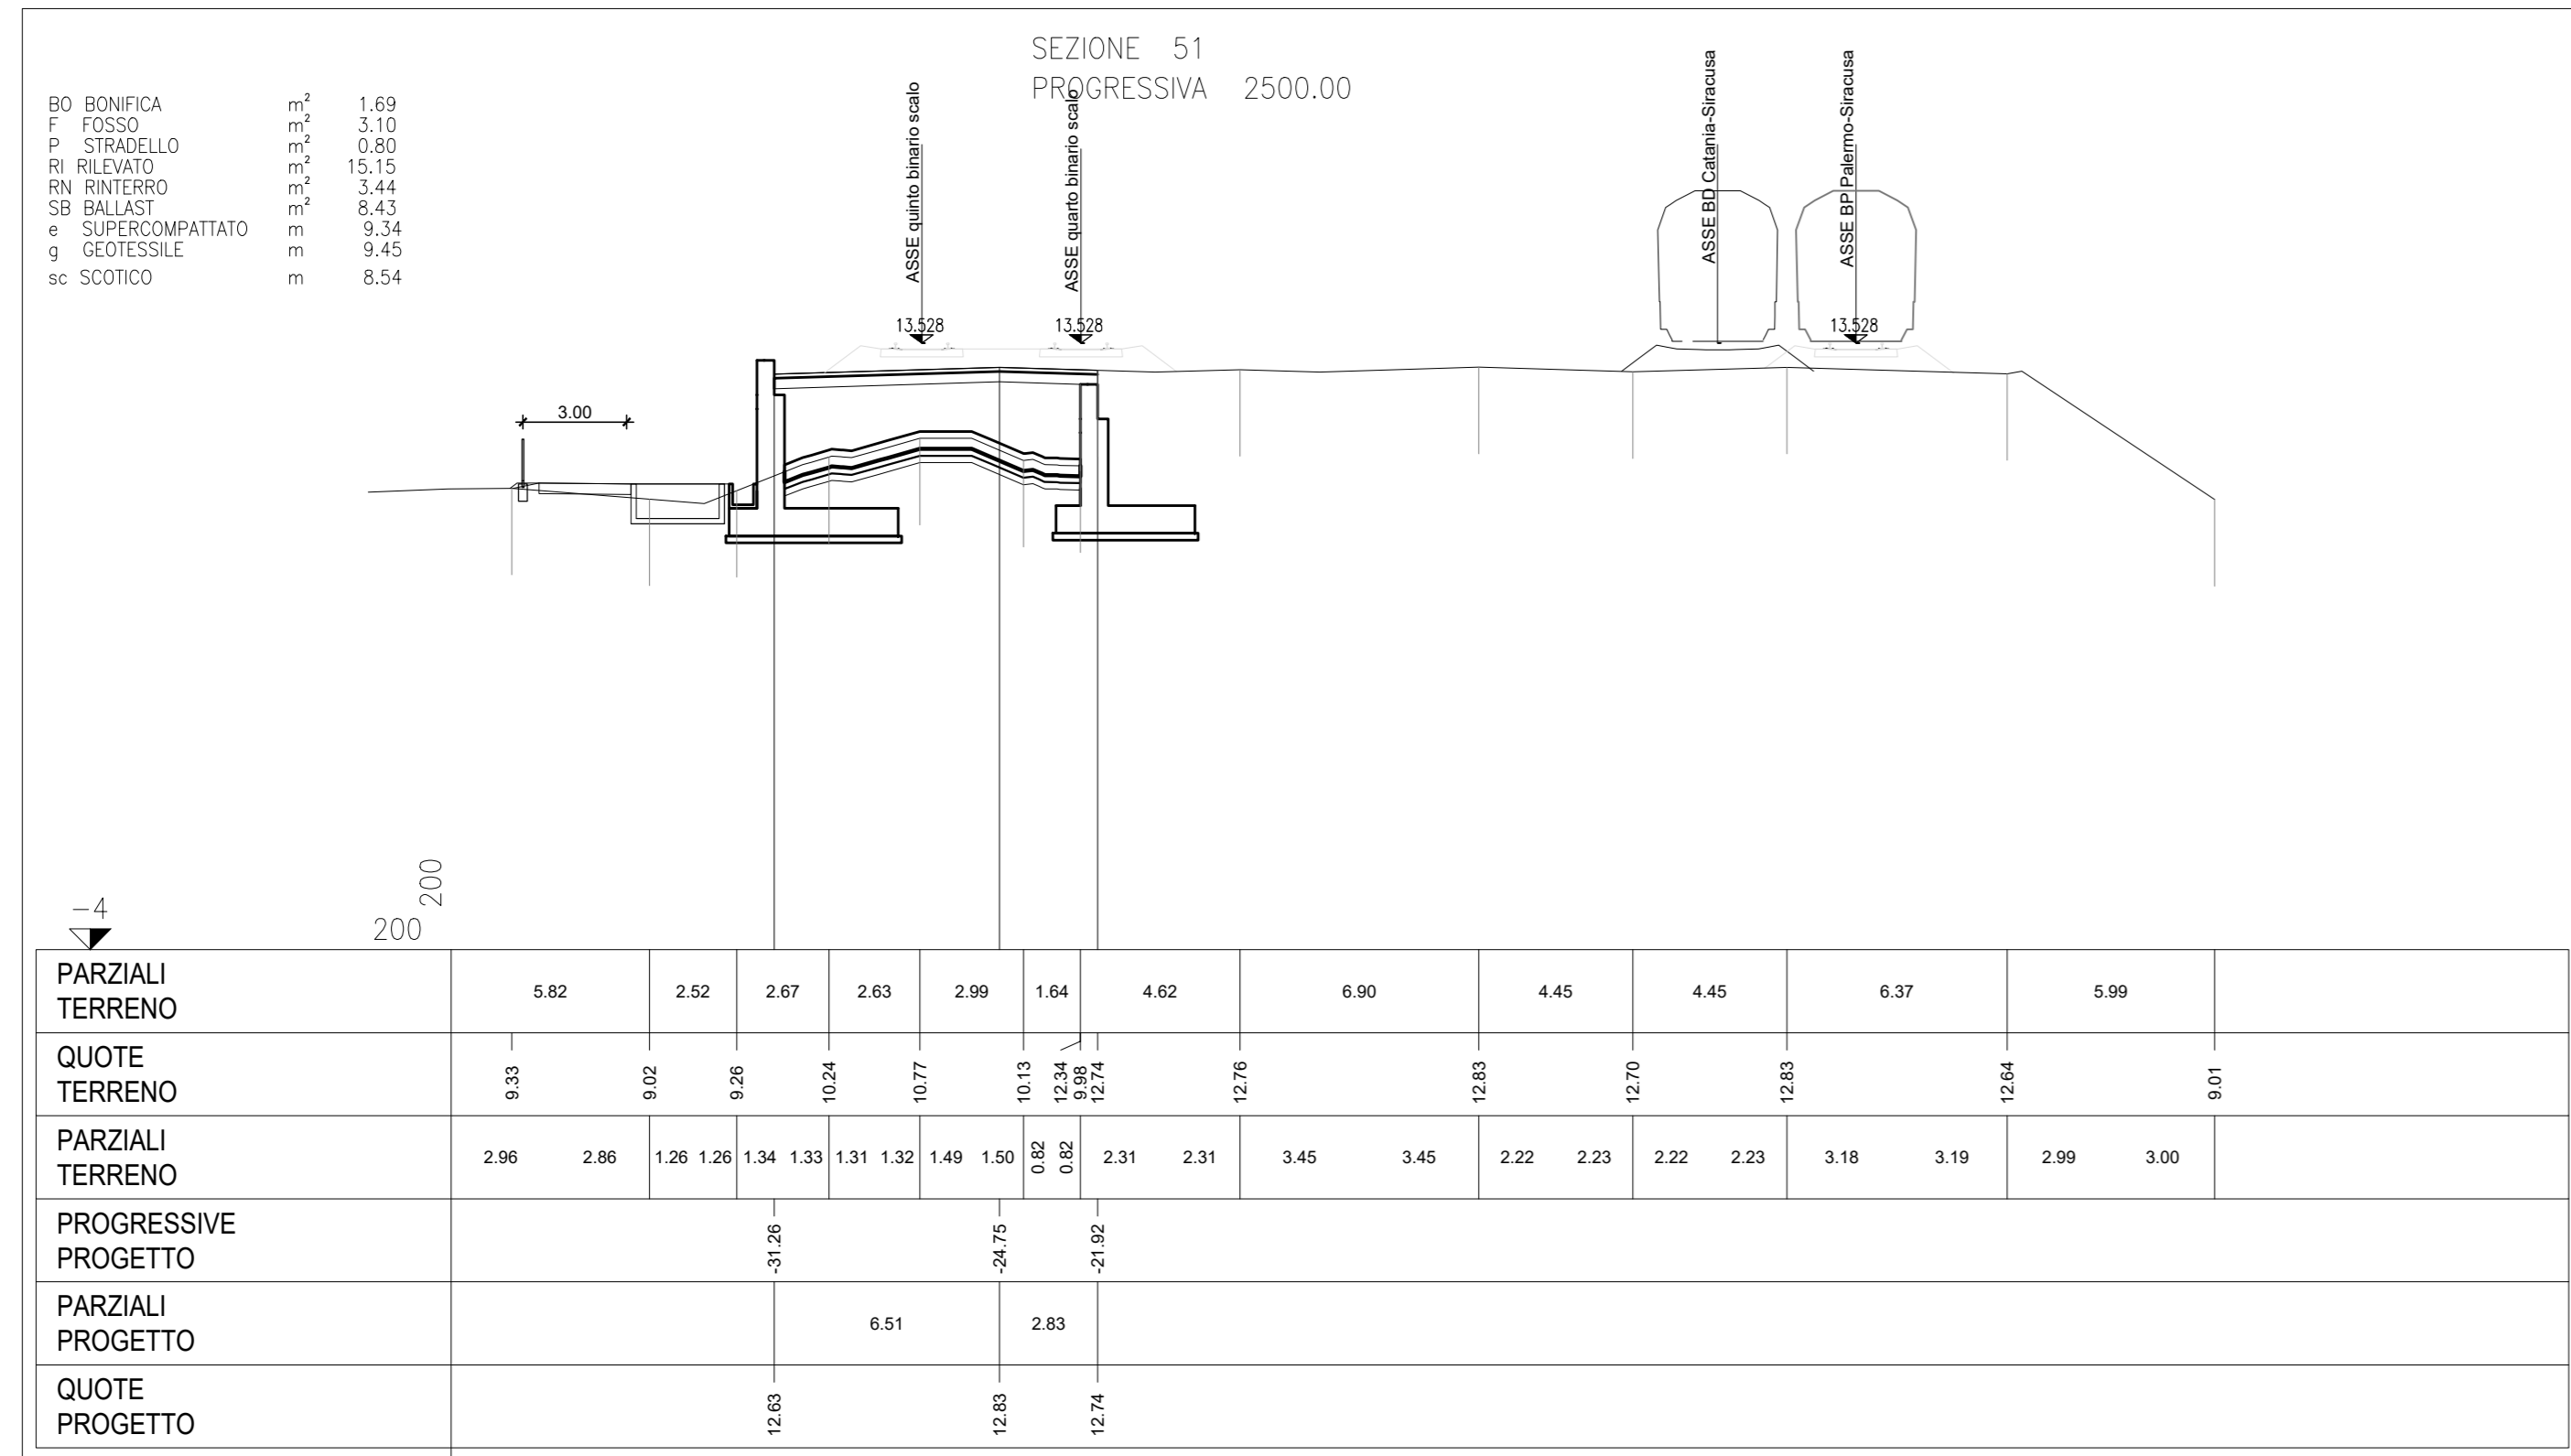 SEZIONE 51
PROGRESSIVA 2500.00
BO BONIFICA m² 1.69
F FOSSO m² 3.10
P STRADELLO m² 0.80
RI RILEVATO m² 15.15
RN RINTERRO m² 3.44
SB BALLAST m² 8.43
e SUPERCOMPATTATO m 9.34
g GEOTESSILE m 9.45
sc SCOTICO m 8.54
ASSE quinto binario scalo
ASSE quarto binario scalo
ASSE BD Catania-Siracusa
ASSE BP Palermo-Siracusa
13.528
13.528
13.528
3.00
200
-4
200
PARZIALI
TERRENO
5.82 2.52 2.67 2.63 2.99 1.64 4.62 6.90 4.45 4.45 6.37 5.99
QUOTE
TERRENO
9.33 9.02 9.26 10.24 10.77 10.13 12.34 9.98 12.74 12.76 12.83 12.70 12.83 12.64 9.01
PARZIALI
TERRENO
2.96 2.86 1.26 1.26 1.34 1.33 1.31 1.32 1.49 1.50 0.82 0.82 2.31 2.31 3.45 3.45 2.22 2.23 2.22 2.23 3.18 3.19 2.99 3.00
PROGRESSIVE
PROGETTO
-31.26 -24.75 -21.92
PARZIALI
PROGETTO
6.51 2.83
QUOTE
PROGETTO
12.63 12.83 12.74